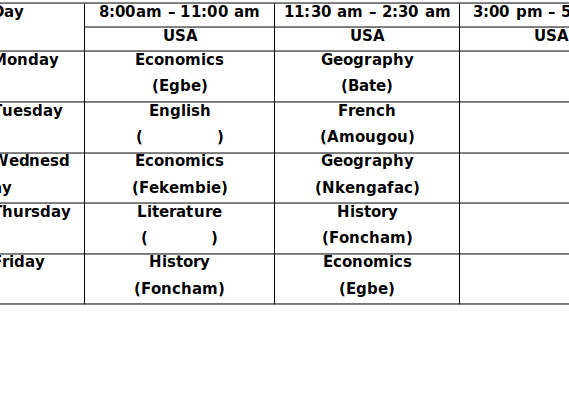 Day 8:00am – 11:00 am 11:30 am – 2:30 am 3:00 pm – 5
USA USA USA
Monday Economics Geography
(Egbe) (Bate)
Tuesday English French
( ) (Amougou)
Wednesd Economics Geography
ay (Fekembie) (Nkengafac)
Thursday Literature History
( ) (Foncham)
Friday History Economics
(Foncham) (Egbe)